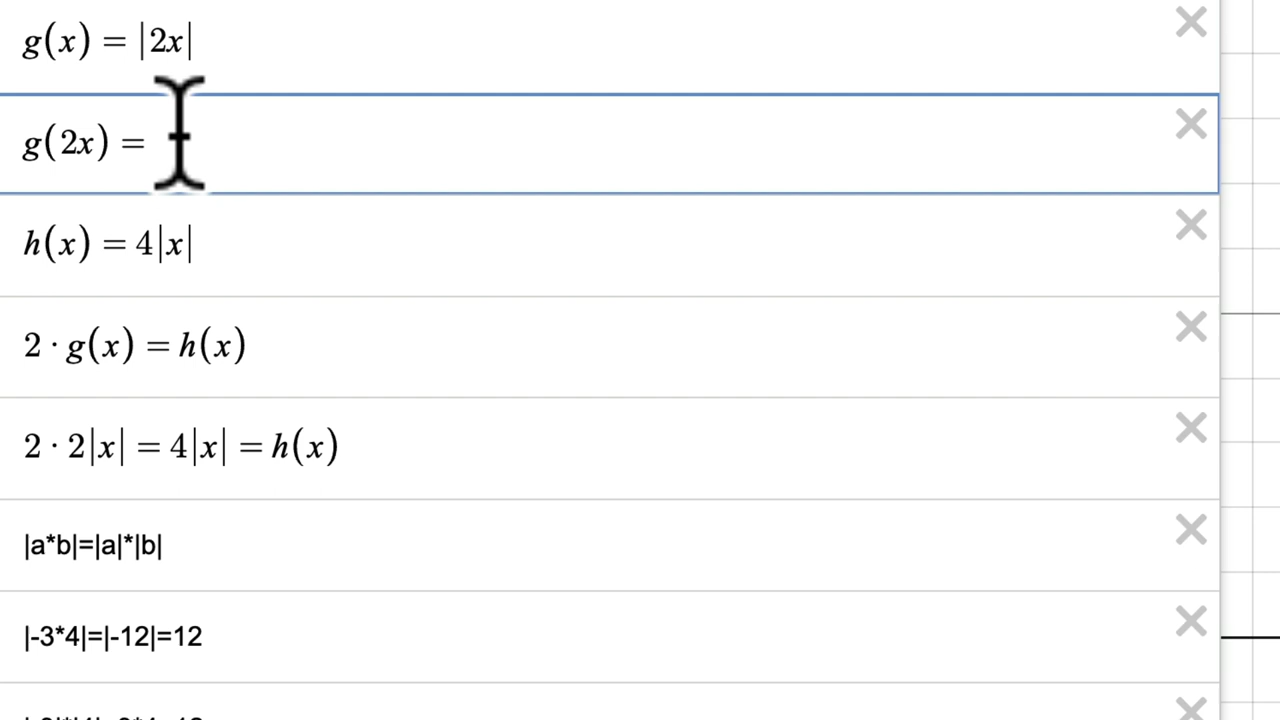 g(x) = |2x|
g(2x) =
h(x) = 4|x|
2 · g(x) = h(x)
2 · 2|x| = 4|x| = h(x)
|a*b|=|a|*|b|
|-3*4|=|-12|=12